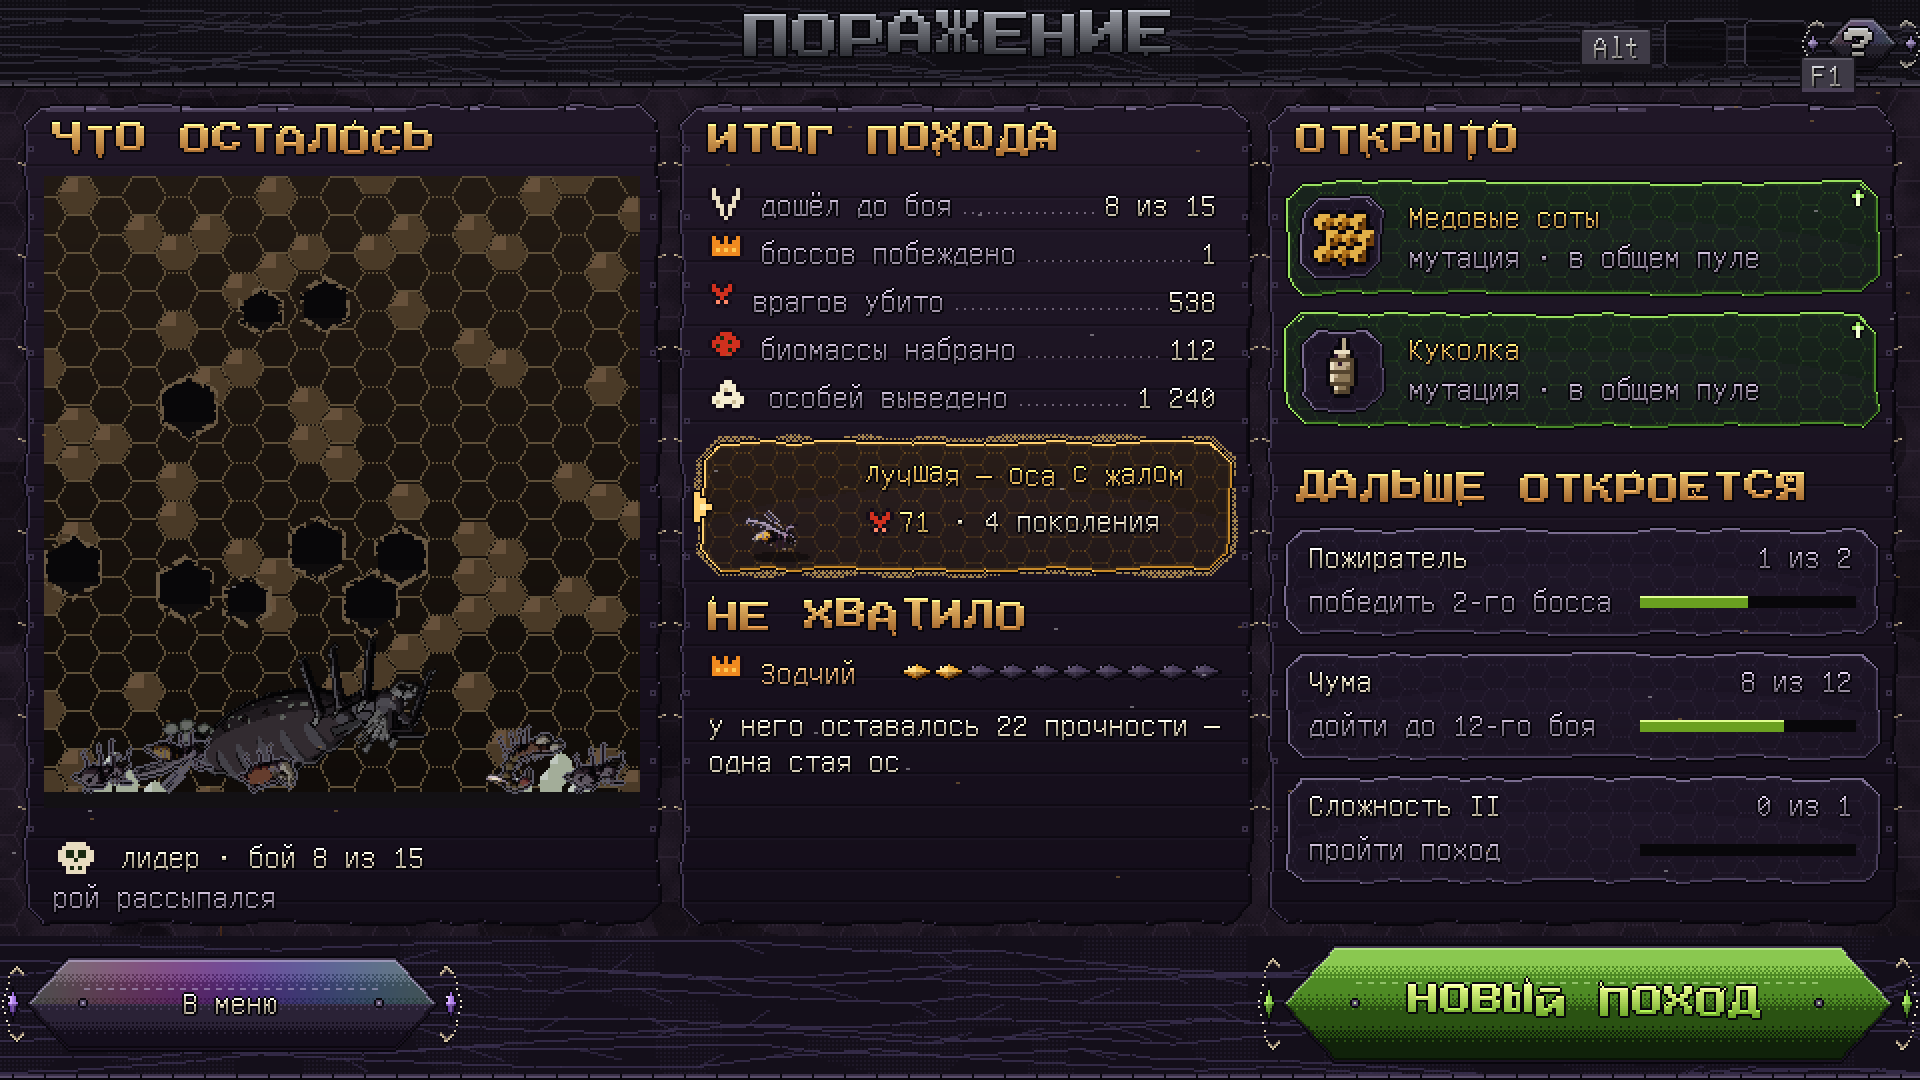 ПОРАЖЕНИЕ
Alt
?
F1
ЧТО ОСТАЛОСЬ
лидер · бой 8 из 15
рой рассыпался
ИТОГ ПОХОДА
дошёл до боя 8 из 15
боссов побеждено 1
врагов убито 538
биомассы набрано 112
особей выведено 1 240
лучшая — оса с жалом
71 · 4 поколения
НЕ ХВАТИЛО
Зодчий
у него оставалось 22 прочности —
одна стая ос
ОТКРЫТО
Медовые соты
мутация · в общем пуле
Куколка
мутация · в общем пуле
ДАЛЬШЕ ОТКРОЕТСЯ
Пожиратель 1 из 2
победить 2-го босса
Чума 8 из 12
дойти до 12-го боя
Сложность II 0 из 1
пройти поход
В меню
НОВЫЙ ПОХОД